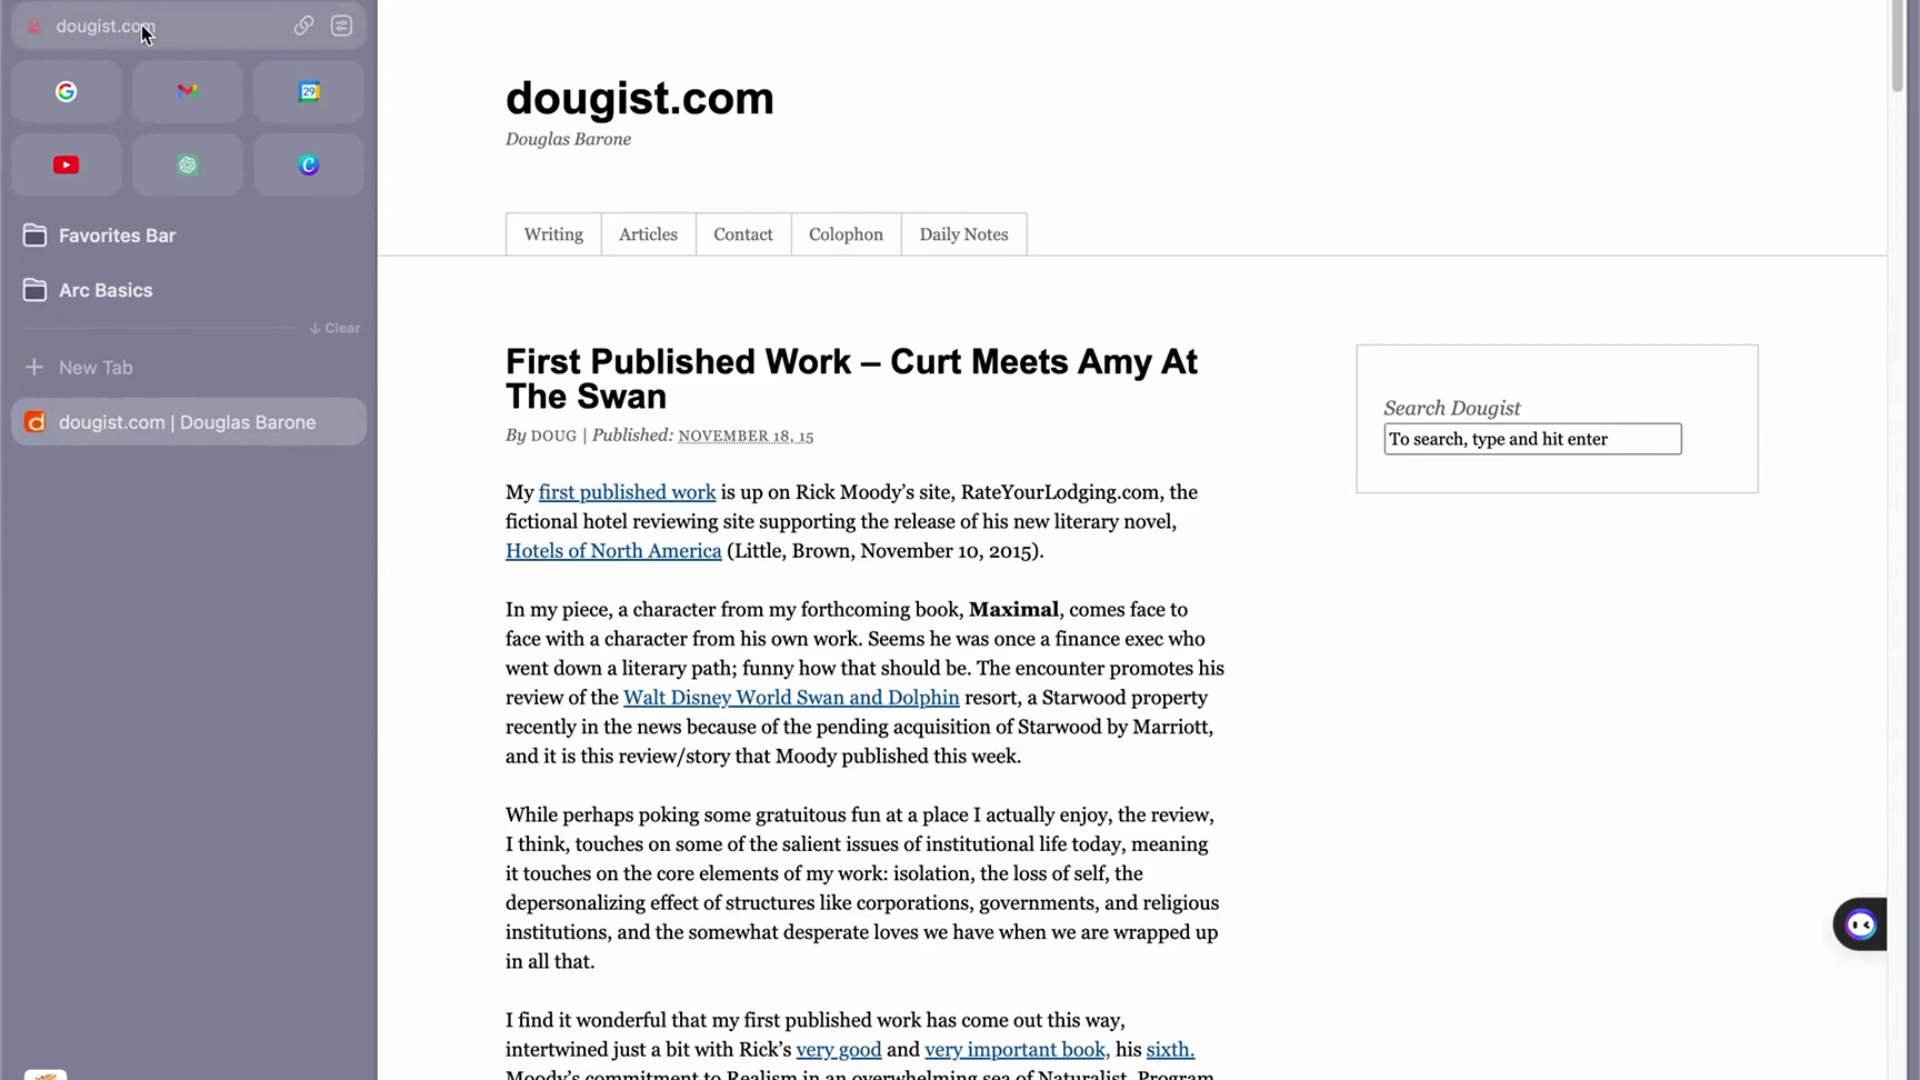 dougist.com
29
Favorites Bar
Arc Basics
Clear
New Tab
dougist.com | Douglas Barone
dougist.com
Douglas Barone
Writing
Articles
Contact
Colophon
Daily Notes
First Published Work – Curt Meets Amy At
The Swan
By DOUG | Published: NOVEMBER 18, 15
My first published work is up on Rick Moody’s site, RateYourLodging.com, the
fictional hotel reviewing site supporting the release of his new literary novel,
Hotels of North America (Little, Brown, November 10, 2015).
In my piece, a character from my forthcoming book, Maximal, comes face to
face with a character from his own work. Seems he was once a finance exec who
went down a literary path; funny how that should be. The encounter promotes his
review of the Walt Disney World Swan and Dolphin resort, a Starwood property
recently in the news because of the pending acquisition of Starwood by Marriott,
and it is this review/story that Moody published this week.
While perhaps poking some gratuitous fun at a place I actually enjoy, the review,
I think, touches on some of the salient issues of institutional life today, meaning
it touches on the core elements of my work: isolation, the loss of self, the
depersonalizing effect of structures like corporations, governments, and religious
institutions, and the somewhat desperate loves we have when we are wrapped up
in all that.
I find it wonderful that my first published work has come out this way,
intertwined just a bit with Rick’s very good and very important book, his sixth.
Moody’s commitment to Realism in an overwhelming sea of Naturalist, Program
Search Dougist
To search, type and hit enter